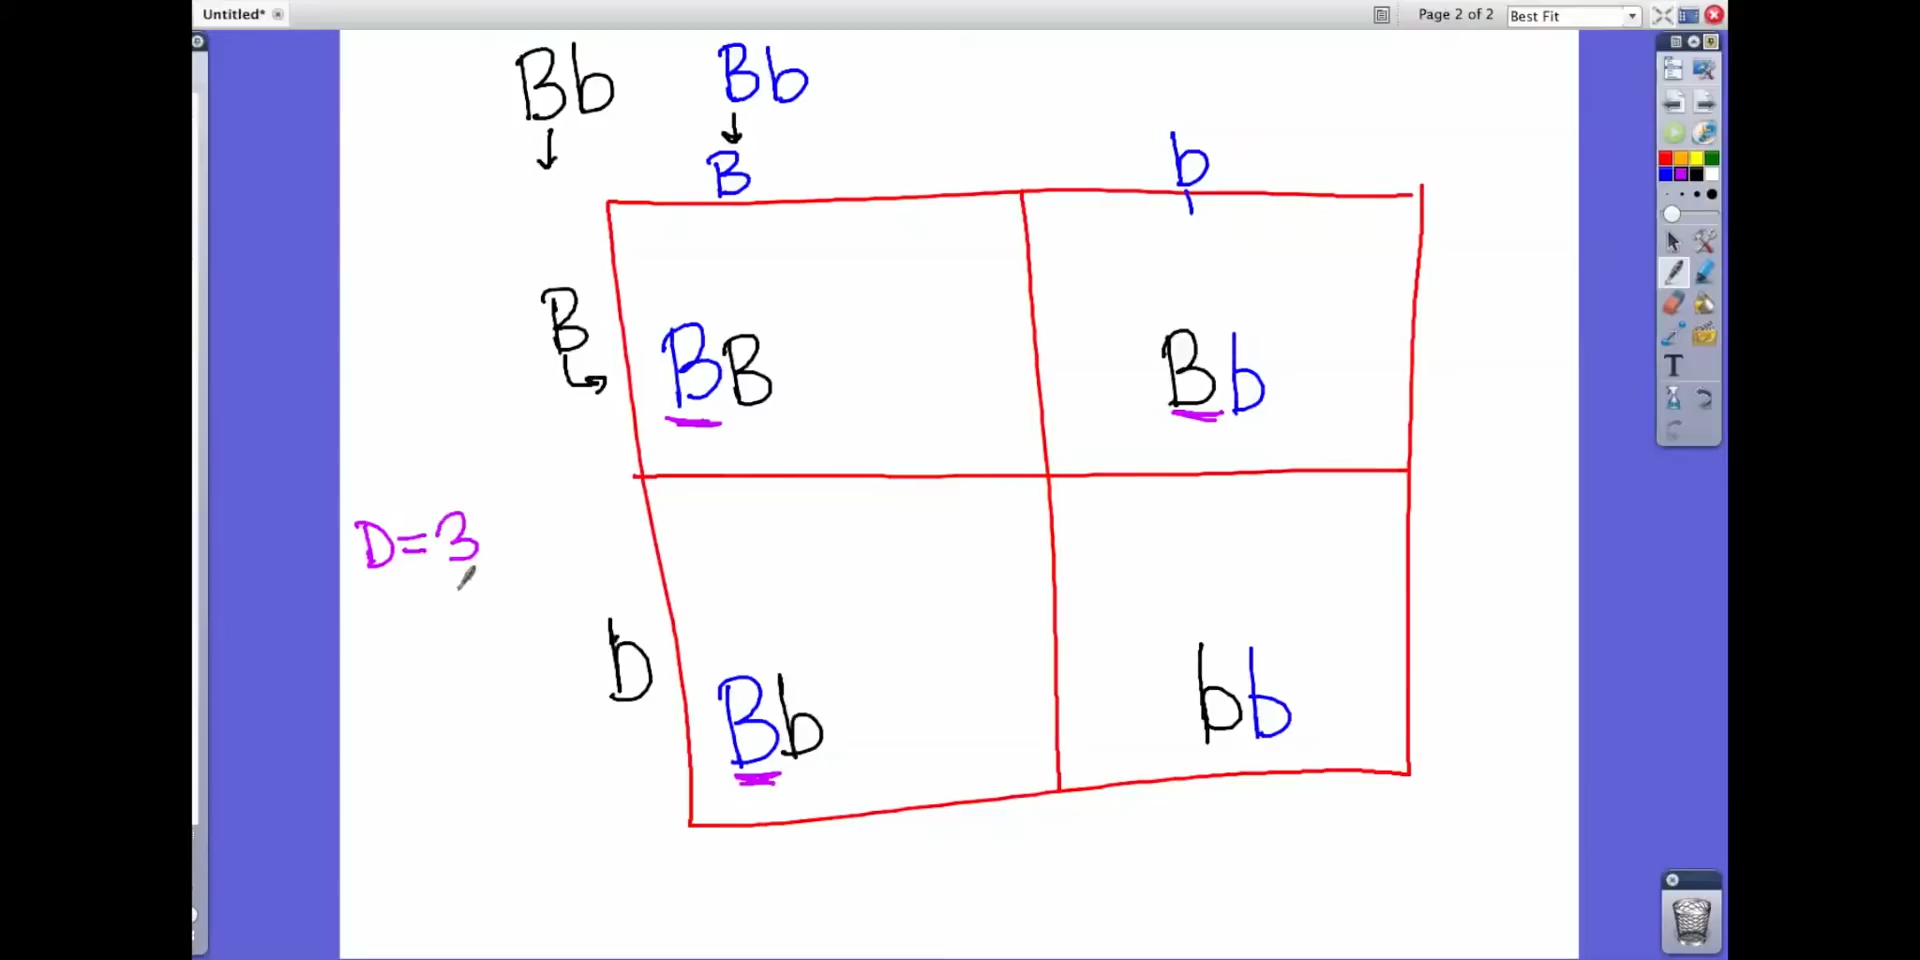 Untitled*
Page 2 of 2
Best Fit
Bb Bb
B b
B
BB Bb
D=3
b
Bb bb
T